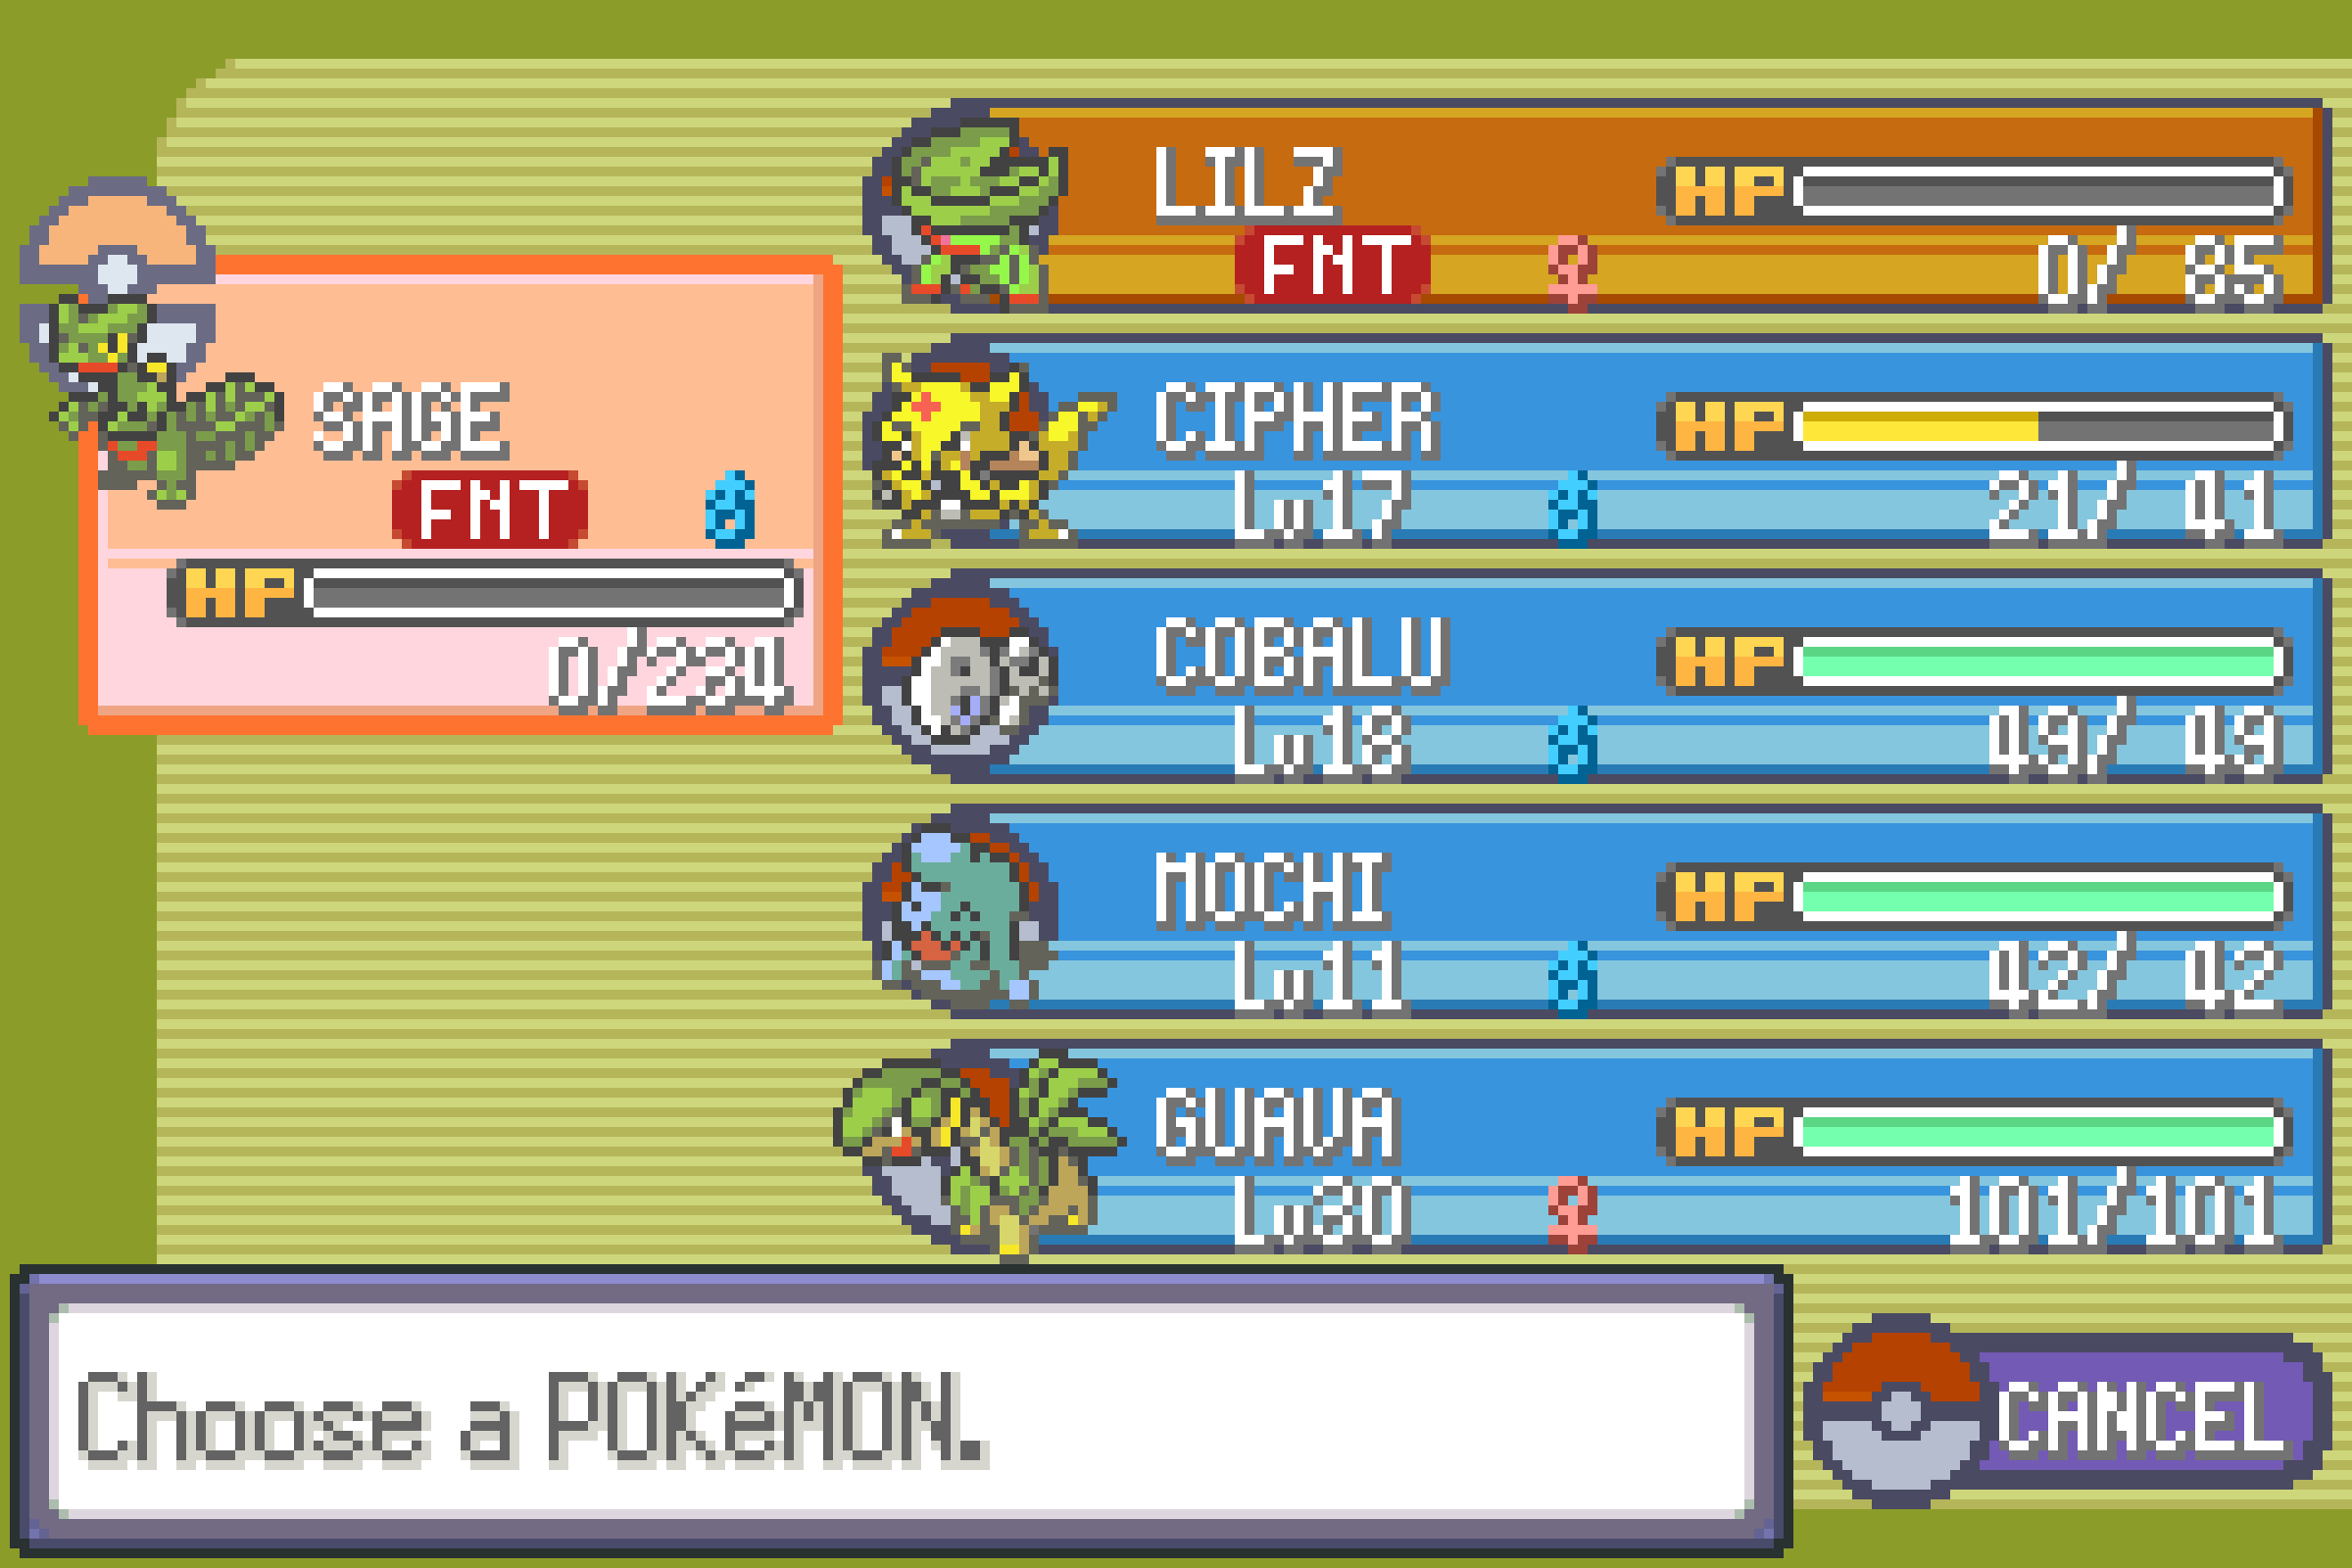 SAGE
FNT ♂
HP
0/234
LILZ
HP
FNT ♀
0/ 85
CIPHER
HP
Lv17 ♂
21/ 41
COBALU
HP
Lv18 ♂
49/ 49
MOCHI
HP
Lv11 ♂
42/ 42
GUAVA
HP
Lv30 ♀
101/101
Choose a POKéMON.
CANCEL